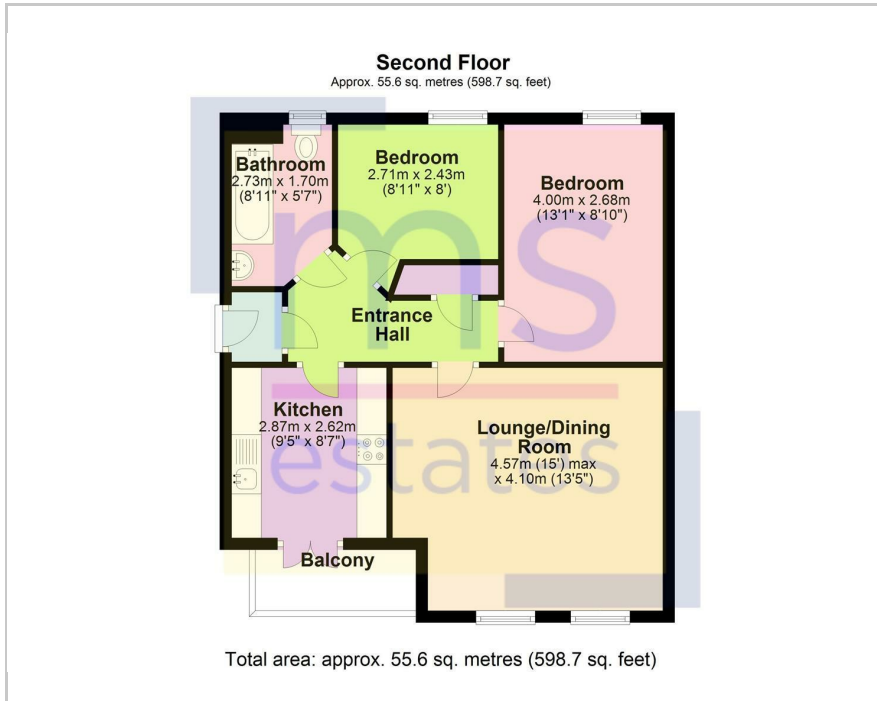 Second Floor
Approx. 55.6 sq. metres (598.7 sq. feet)
Bathroom
2.73m x 1.70m
(8'11" x 5'7")
Bedroom
2.71m x 2.43m
(8'11" x 8')
Bedroom
4.00m x 2.68m
(13'1" x 8'10")
ms
estates
Entrance
Hall
Kitchen
2.87m x 2.62m
(9'5" x 8'7")
Lounge/Dining
Room
4.57m (15') max
x 4.10m (13'5")
Balcony
Total area: approx. 55.6 sq. metres (598.7 sq. feet)